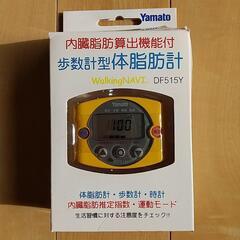 Yamato
内臓脂肪算出機能付
歩数計型体脂肪計
WalkingNAVI. DF515Y
Yamato
100
体脂肪計・歩数計・時計
内臓脂肪推定指数・運動モード
生活習慣に対する注意度をチェック!!